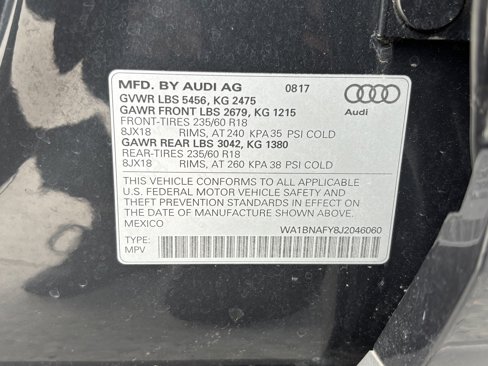 MFD. BY AUDI AG 0817
GVWR LBS 5456, KG 2475
GAWR FRONT LBS 2679, KG 1215
FRONT-TIRES 235/60 R18
8JX18 RIMS, AT 240 KPA 35 PSI COLD
GAWR REAR LBS 3042, KG 1380
REAR-TIRES 235/60 R18
8JX18 RIMS, AT 260 KPA 38 PSI COLD
Audi
THIS VEHICLE CONFORMS TO ALL APPLICABLE
U.S. FEDERAL MOTOR VEHICLE SAFETY AND
THEFT PREVENTION STANDARDS IN EFFECT ON
THE DATE OF MANUFACTURE SHOWN ABOVE.
MEXICO WA1BNAFY8J2046060
TYPE:
MPV